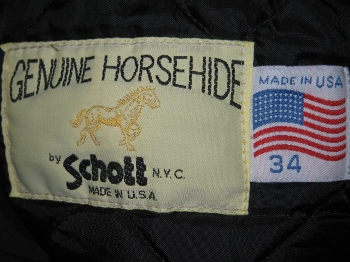 GENUINE HORSEHIDE
by Schott N.Y.C.
MADE IN U.S.A.
MADE IN USA
34